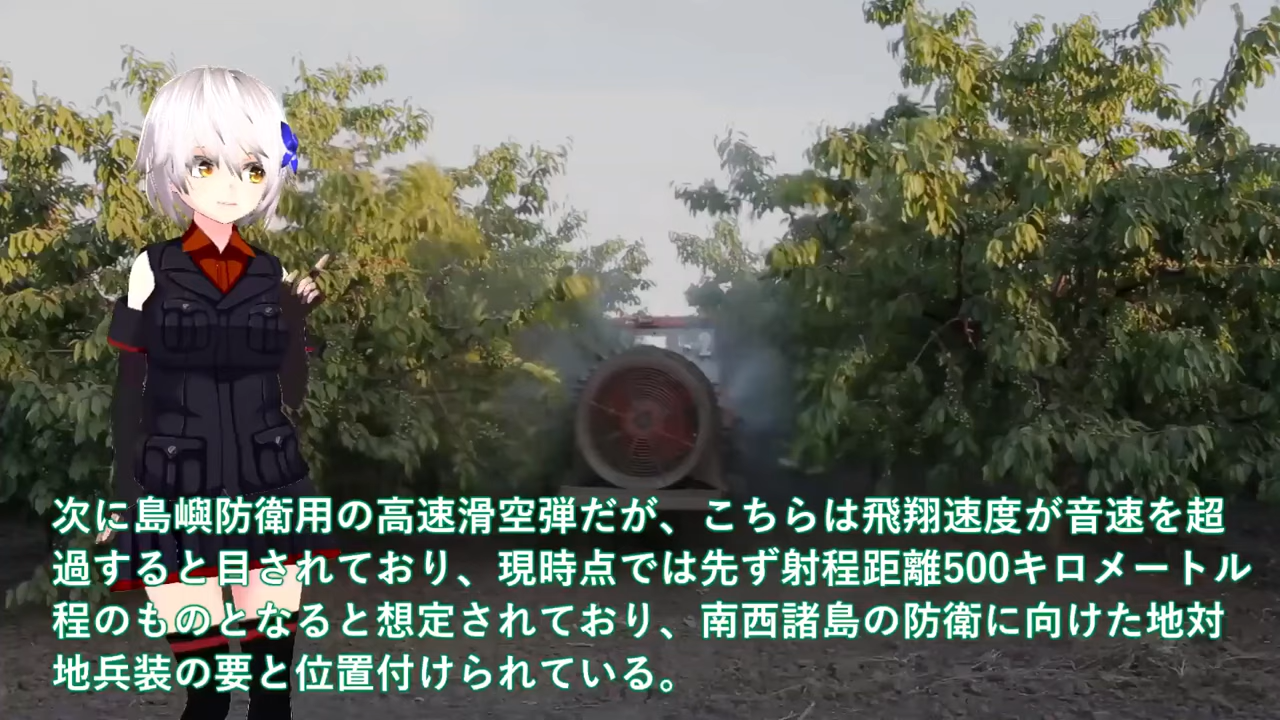 次に島嶼防衛用の高速滑空弾だが、こちらは飛翔速度が音速を超
過すると目されており、現時点では先ず射程距離500キロメートル
程のものとなると想定されており、南西諸島の防衛に向けた地対
地兵装の要と位置付けられている。